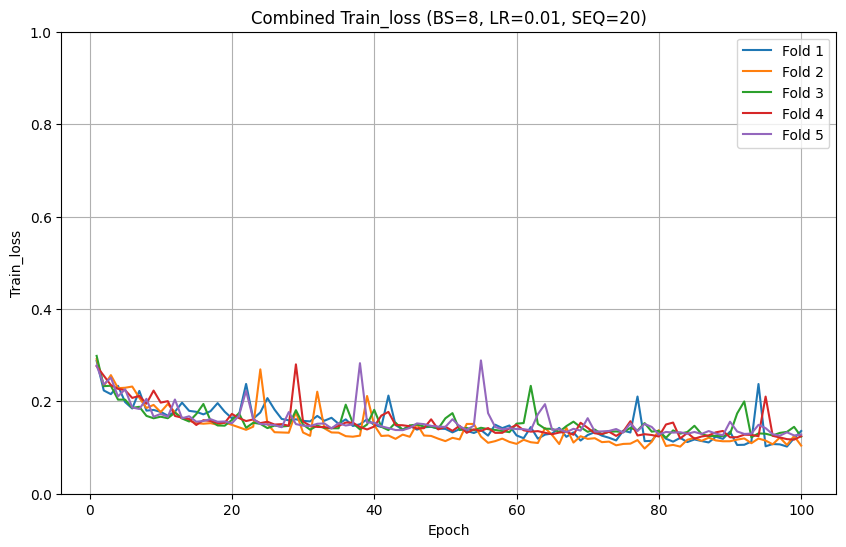 Combined Train_loss (BS=8, LR=0.01, SEQ=20)
1.0
0.8
0.6
0.4
0.2
0.0
Train_loss
Fold 1
Fold 2
Fold 3
Fold 4
Fold 5
0 20 40 60 80 100
Epoch